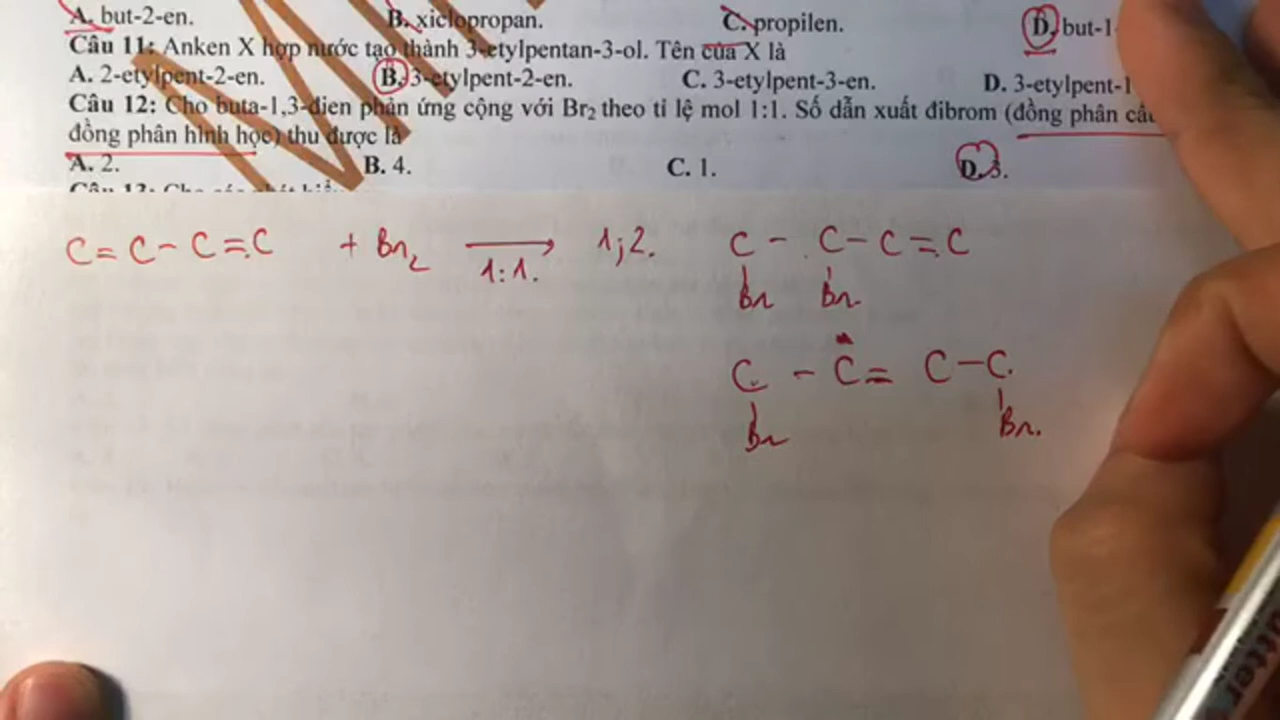 A. but-2-en. B. xiclopropan. C. propilen. D. but-1
Câu 11: Anken X hợp nước tạo thành 3-etylpentan-3-ol. Tên của X là
A. 2-etylpent-2-en. B. 3-etylpent-2-en. C. 3-etylpent-3-en. D. 3-etylpent-1
Câu 12: Cho buta-1,3-đien phản ứng cộng với Br2 theo tỉ lệ mol 1:1. Số dẫn xuất đibrom (đồng phân
đồng phân hình học) thu được là
A. 2. B. 4. C. 1. D. 3.
C=C-C=C + Br2 → 1;2. C-C-C=C
1:1.
Br Br
C-C=C-C
Br Br.